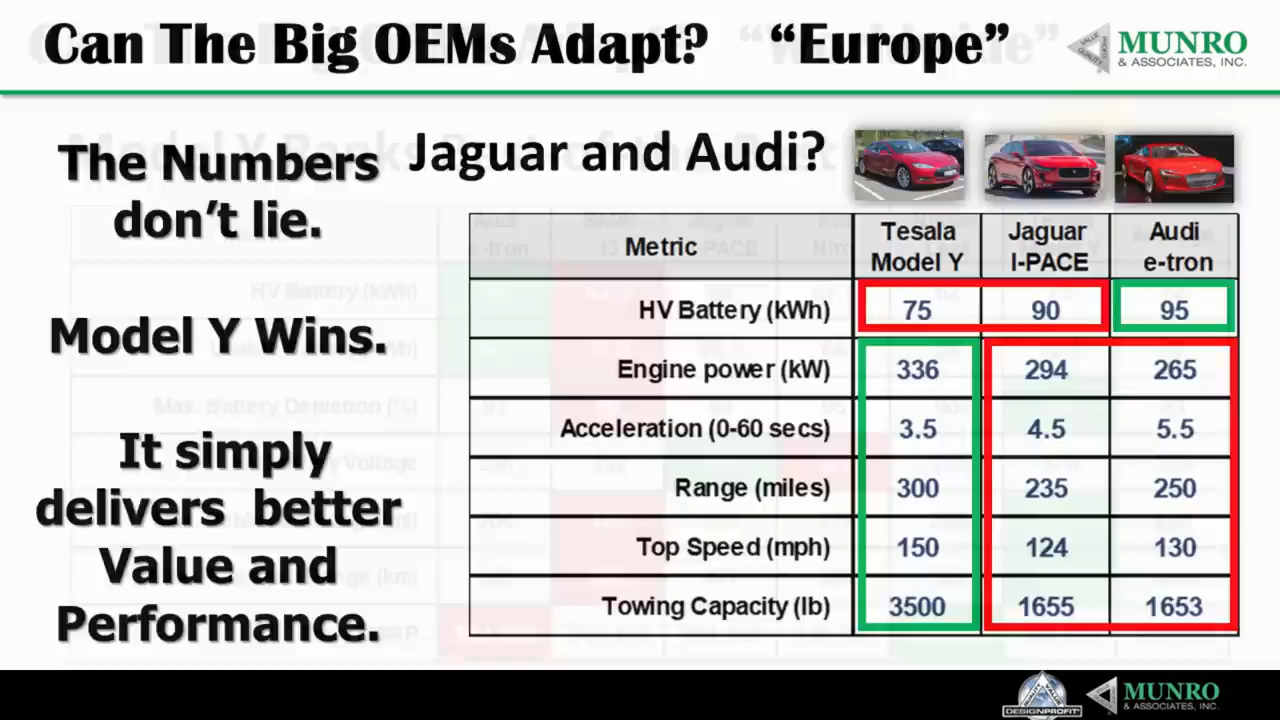 Can The Big OEMs Adapt? “Europe”
VALUE
QUALITY
MUNRO
& ASSOCIATES, INC.
The Numbers
don’t lie.
Model Y Wins.
It simply
delivers better
Value and
Performance.
Jaguar and Audi?
Metric
Tesala
Model Y
Jaguar
I-PACE
Audi
e-tron
HV Battery (kWh) 75 90 95
Engine power (kW) 336 294 265
Acceleration (0-60 secs) 3.5 4.5 5.5
Range (miles) 300 235 250
Top Speed (mph) 150 124 130
Towing Capacity (lb) 3500 1655 1653
DESIGNPROFIT
MUNRO
& ASSOCIATES, INC.